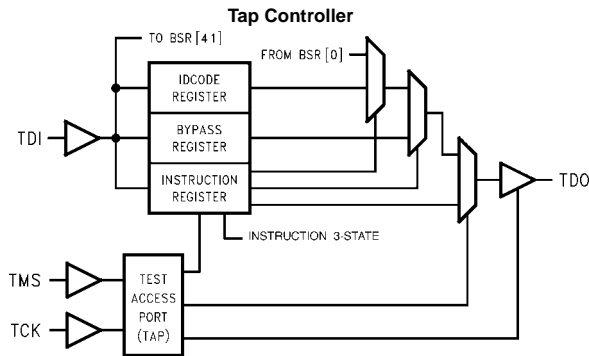 Tap Controller
TO BSR [41]
FROM BSR [0]
IDCODE
REGISTER
TDI
BYPASS
REGISTER
INSTRUCTION
REGISTER
TDO
INSTRUCTION 3-STATE
TMS
TCK
TEST
ACCESS
PORT
(TAP)